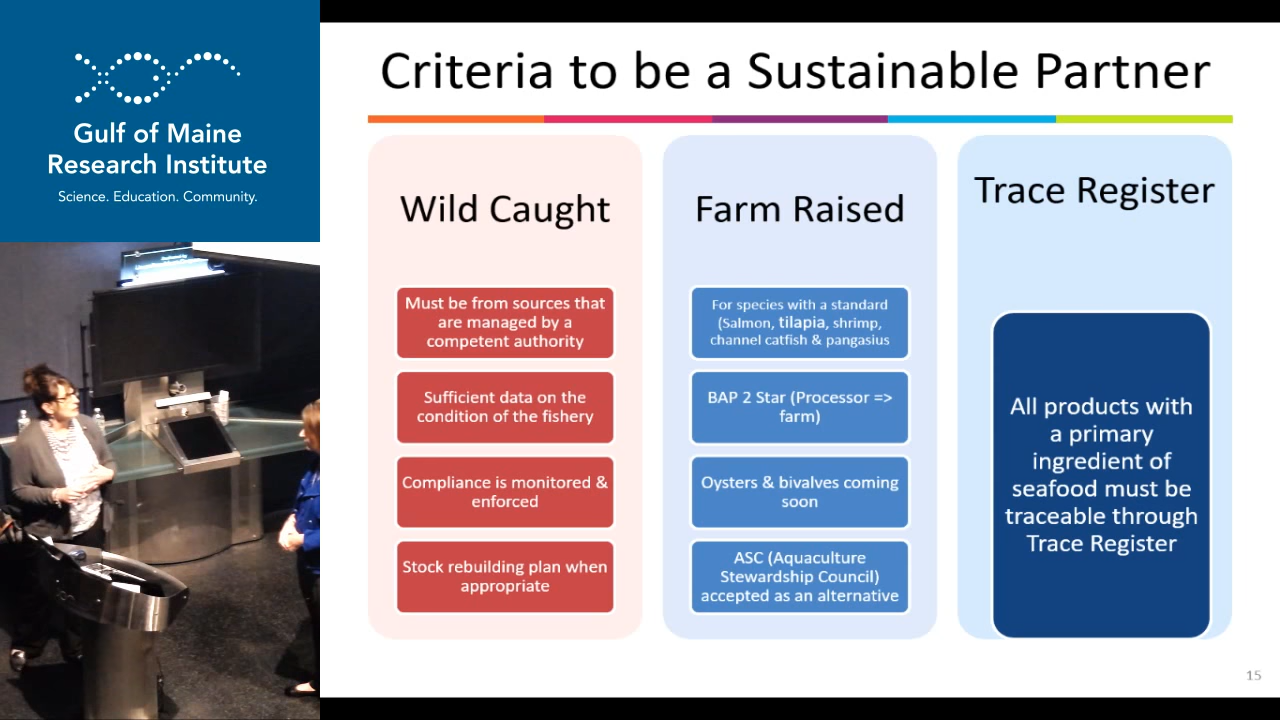 Gulf of Maine
Research Institute
Science. Education. Community.
Criteria to be a Sustainable Partner
Wild Caught
Must be from sources that
are managed by a
competent authority
Sufficient data on the
condition of the fishery
Compliance is monitored &
enforced
Stock rebuilding plan when
appropriate
Farm Raised
For species with a standard
(Salmon, tilapia, shrimp,
channel catfish & pangasius
BAP 2 Star (Processor =>
farm)
Oysters & bivalves coming
soon
ASC (Aquaculture
Stewardship Council)
accepted as an alternative
Trace Register
All products with
a primary
ingredient of
seafood must be
traceable through
Trace Register
15